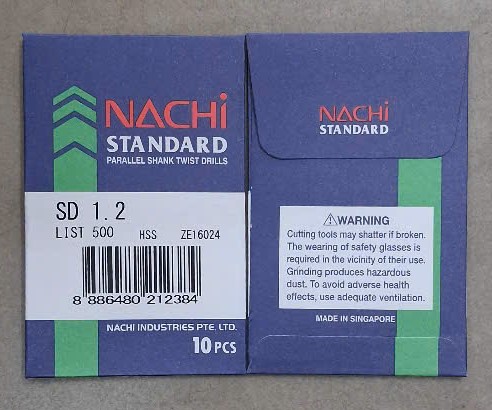 NACHi
STANDARD
PARALLEL SHANK TWIST DRILLS
SD 1.2
LIST 500 HSS ZE16024
8 886480 212384
NACHI INDUSTRIES PTE. LTD.
10 PCS
NACHi
STANDARD
⚠WARNING
Cutting tools may shatter if broken.
The wearing of safety glasses is
required in the vicinity of their use.
Grinding produces hazardous
dust. To avoid adverse health
effects, use adequate ventilation.
MADE IN SINGAPORE